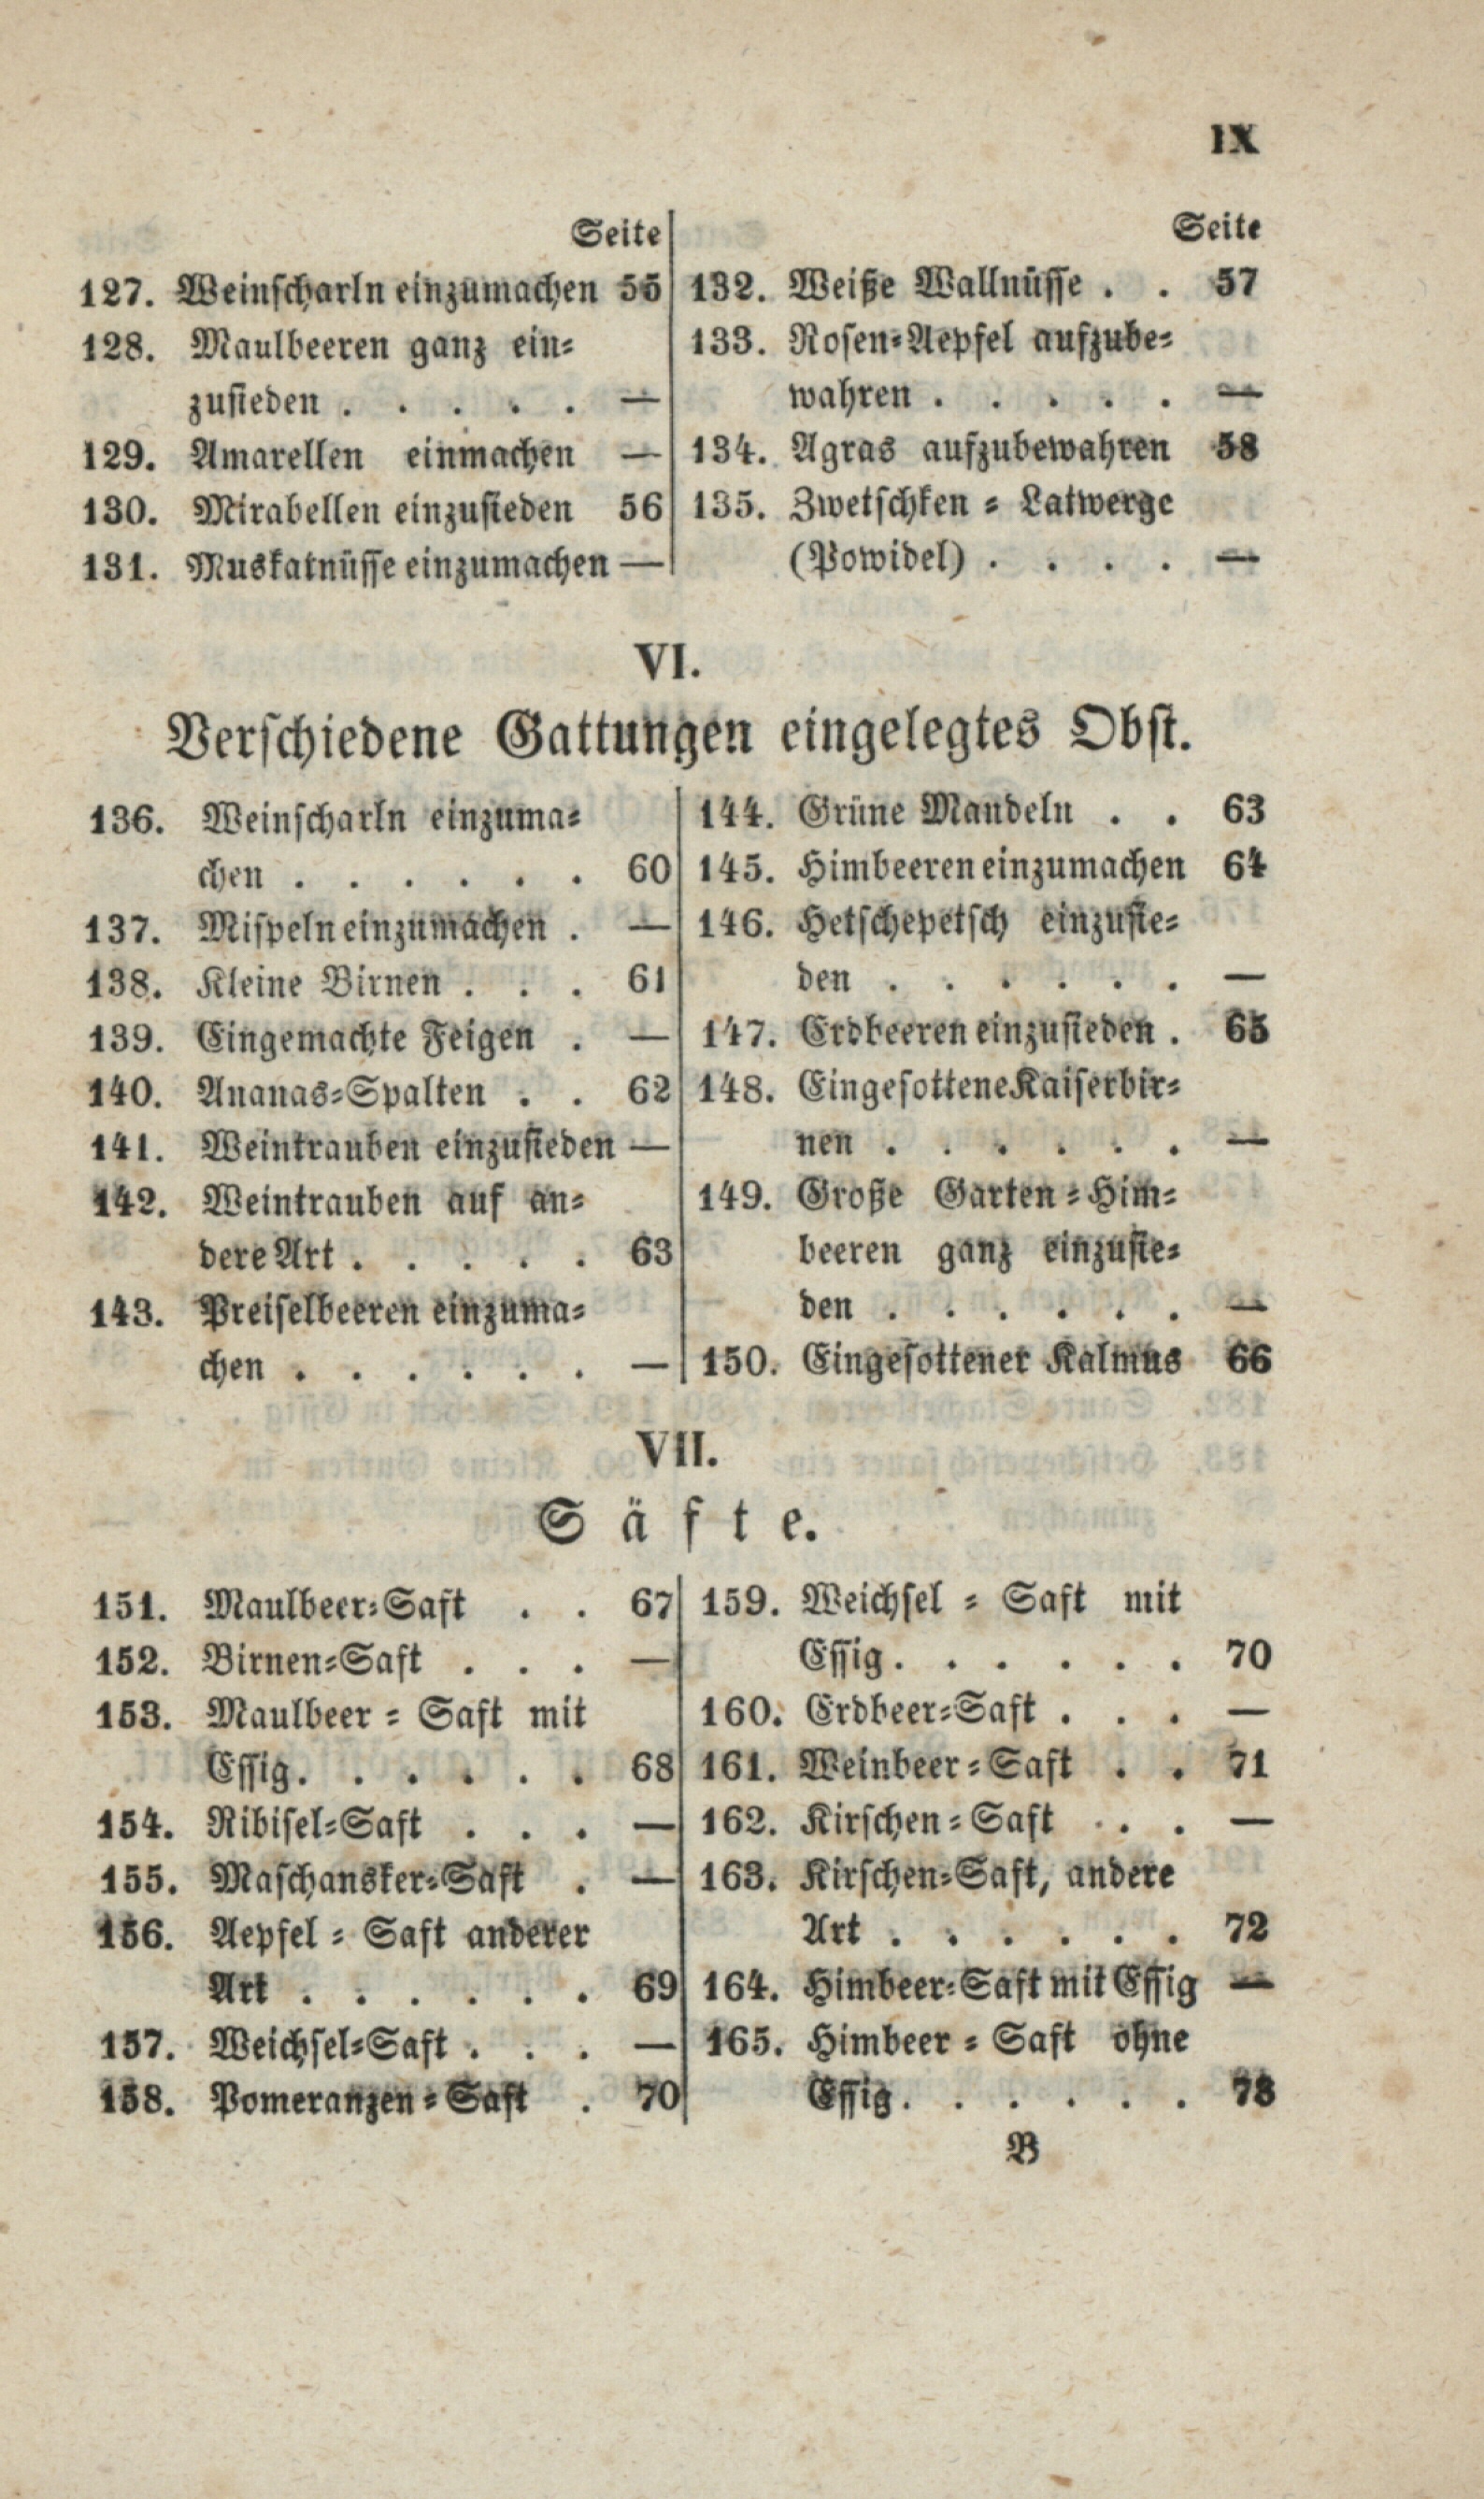 IX
Seite
127. Weinscharln einzumachen 55
128. Maulbeeren ganz ein-
zusieden . . . . . —
129. Amarellen einmachen —
130. Mirabellen einzusieden 56
131. Muskatnüsse einzumachen —
Seite
132. Weiße Wallnüsse . . 57
133. Rosen-Aepfel aufzube-
wahren . . . . . —
134. Agras aufzubewahren 58
135. Zwetschken - Latwerge
(Powidel) . . . . —
VI.
Verschiedene Gattungen eingelegtes Obst.
136. Weinscharln einzuma-
chen . . . . . . 60
137. Mispeln einzumachen . —
138. Kleine Birnen . . . 61
139. Eingemachte Feigen . —
140. Ananas-Spalten . . 62
141. Weintrauben einzusieden —
142. Weintrauben auf an-
dere Art . . . . . 63
143. Preiselbeeren einzuma-
chen . . . . . . —
144. Grüne Mandeln . . 63
145. Himbeeren einzumachen 64
146. Hetschepetsch einzusie-
den . . . . . . —
147. Erdbeeren einzusieden . 65
148. Eingesottene Kaiserbir-
nen . . . . . . —
149. Große Garten - Him-
beeren ganz einzusie-
den . . . . . . —
150. Eingesottener Kalmus 66
VII.
Säfte.
151. Maulbeer-Saft . . 67
152. Birnen-Saft . . . —
153. Maulbeer - Saft mit
Essig. . . . . . 68
154. Ribisel-Saft . . . —
155. Maschansker-Saft . —
156. Aepfel - Saft anderer
Art . . . . . . 69
157. Weichsel-Saft . . . —
158. Pomeranzen - Saft . 70
159. Weichsel - Saft mit
Essig. . . . . . 70
160. Erdbeer-Saft . . . —
161. Weinbeer - Saft . . 71
162. Kirschen - Saft . . . —
163. Kirschen-Saft, andere
Art . . . . . . 72
164. Himbeer-Saft mit Essig —
165. Himbeer - Saft ohne
Essig. . . . . . 73
B